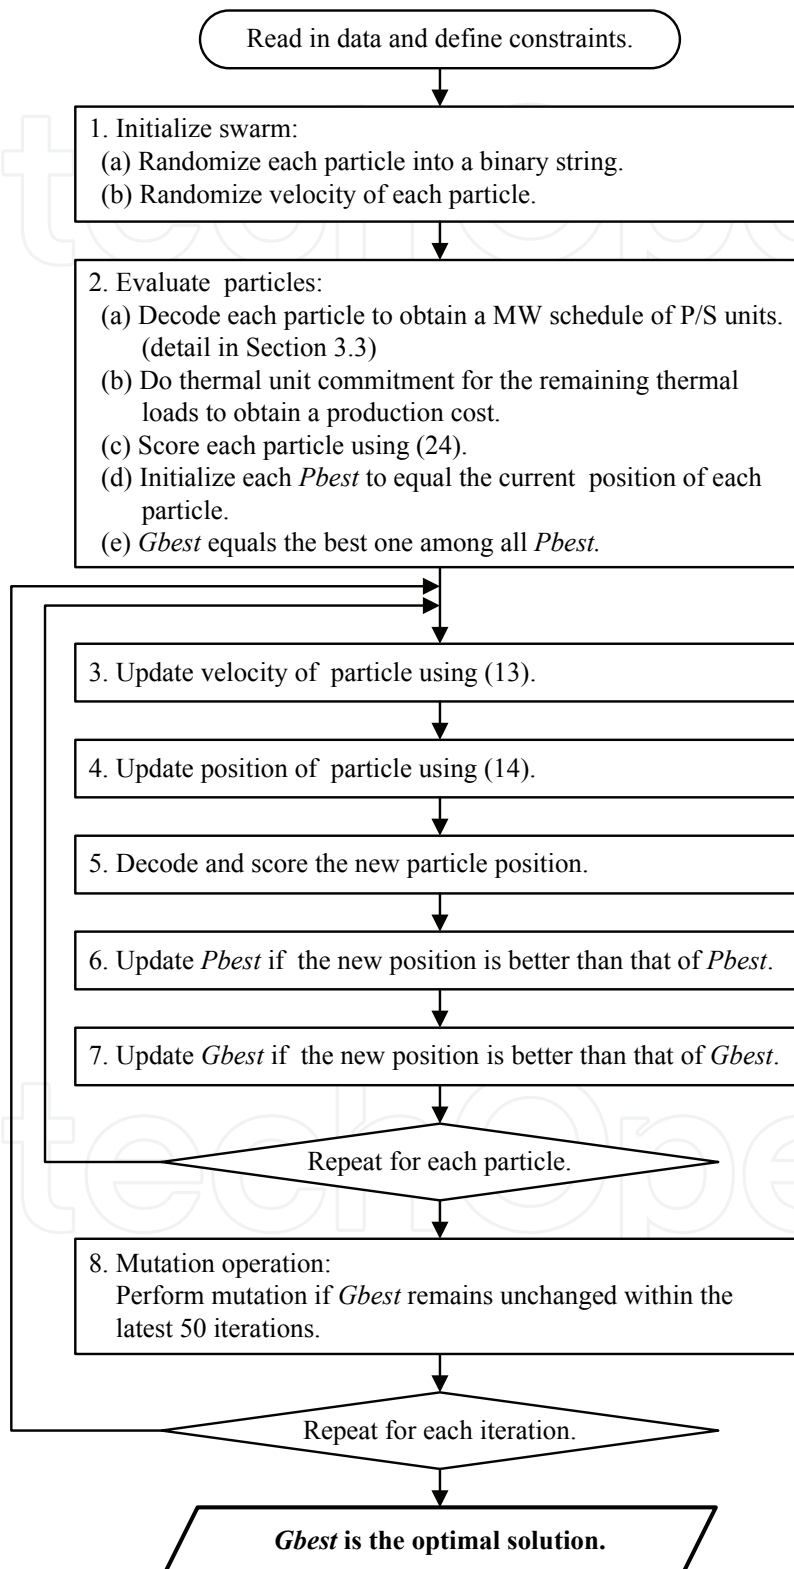 Read in data and define constraints.
1. Initialize swarm:
(a) Randomize each particle into a binary string.
(b) Randomize velocity of each particle.
2. Evaluate particles:
(a) Decode each particle to obtain a MW schedule of P/S units.
(detail in Section 3.3)
(b) Do thermal unit commitment for the remaining thermal
loads to obtain a production cost.
(c) Score each particle using (24).
(d) Initialize each Pbest to equal the current position of each
particle.
(e) Gbest equals the best one among all Pbest.
3. Update velocity of particle using (13).
4. Update position of particle using (14).
5. Decode and score the new particle position.
6. Update Pbest if the new position is better than that of Pbest.
7. Update Gbest if the new position is better than that of Gbest.
Repeat for each particle.
8. Mutation operation:
Perform mutation if Gbest remains unchanged within the
latest 50 iterations.
Repeat for each iteration.
Gbest is the optimal solution.